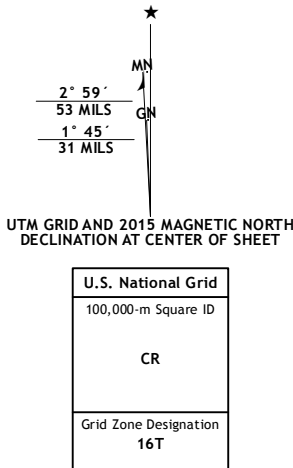 ★
MN
2° 59´
53 MILS
GN
1° 45´
31 MILS
UTM GRID AND 2015 MAGNETIC NORTH
DECLINATION AT CENTER OF SHEET
U.S. National Grid
100,000-m Square ID
CR
Grid Zone Designation
16T